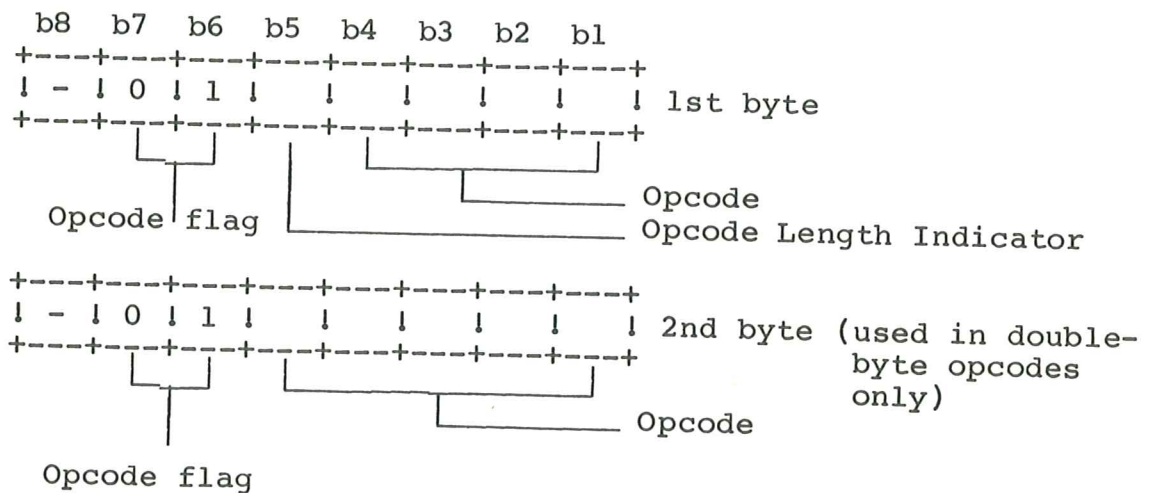 b8 b7 b6 b5 b4 b3 b2 b1
+---+---+---+---+---+---+---+---+
! - ! 0 ! 1 ! ! ! ! ! ! 1st byte
+---+---+---+---+---+---+---+---+
Opcode
Opcode flag
Opcode Length Indicator
+---+---+---+---+---+---+---+---+
! - ! 0 ! 1 ! ! ! ! ! ! 2nd byte (used in double-
+---+---+---+---+---+---+---+---+
byte opcodes
only)
Opcode
Opcode flag